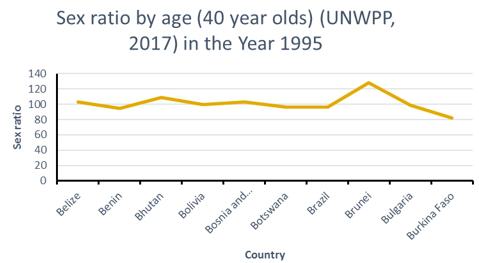 Sex ratio by age (40 year olds) (UNWPP,
2017) in the Year 1995
140
120
100
80
60
40
20
0
Sex ratio
Belize
Benin
Bhutan
Bolivia
Bosnia and...
Botswana
Brazil
Brunei
Bulgaria
Burkina Faso
Country